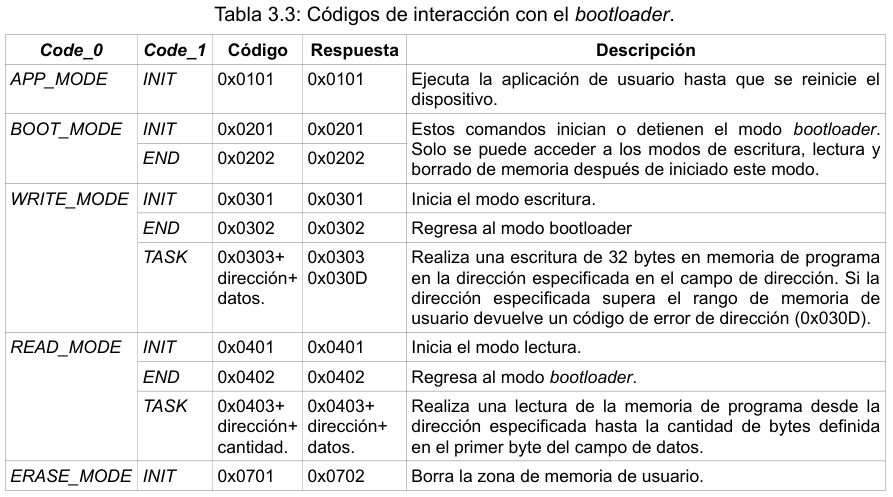 Tabla 3.3: Códigos de interacción con el bootloader.
Code_0 Code_1 Código Respuesta Descripción
APP_MODE INIT 0x0101 0x0101 Ejecuta la aplicación de usuario hasta que se reinicie el
dispositivo.
BOOT_MODE INIT 0x0201 0x0201 Estos comandos inician o detienen el modo bootloader.
Solo se puede acceder a los modos de escritura, lectura y
END 0x0202 0x0202 borrado de memoria después de iniciado este modo.
WRITE_MODE INIT 0x0301 0x0301 Inicia el modo escritura.
END 0x0302 0x0302 Regresa al modo bootloader
TASK 0x0303+ 0x0303 Realiza una escritura de 32 bytes en memoria de programa
dirección+ 0x030D en la dirección especificada en el campo de dirección. Si la
datos. dirección especificada supera el rango de memoria de
usuario devuelve un código de error de dirección (0x030D).
READ_MODE INIT 0x0401 0x0401 Inicia el modo lectura.
END 0x0402 0x0402 Regresa al modo bootloader.
TASK 0x0403+ 0x0403+ Realiza una lectura de la memoria de programa desde la
dirección+ dirección+ dirección especificada hasta la cantidad de bytes definida
cantidad. datos. en el primer byte del campo de datos.
ERASE_MODE INIT 0x0701 0x0702 Borra la zona de memoria de usuario.